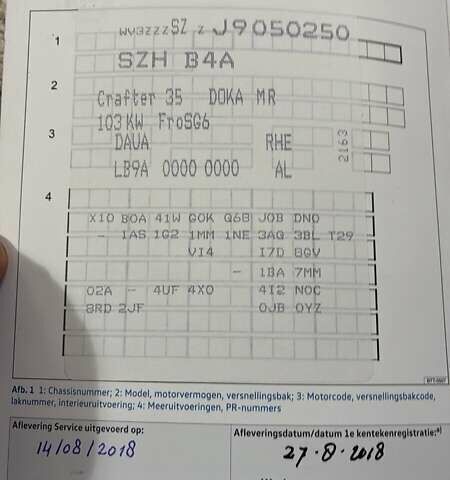 1 WV3ZZZSZ Z J9050250
SZH B4A
2
Crafter 35 DOKA MR
103 KW FroSG6
3 DAUA RHE 2163
LB9A 0000 0000 AL
4
X10 B0A 41W G0K Q6B J0B DN0
- 1AS 1G2 1MM 1NE 3AG 3BL T29
VI4 I7D 8GV
- 1BA 7MM
02A - 4UF 4X0 4I2 N0C
8RD 2JF 0JB 0YZ
Afb. 1 1: Chassisnummer; 2: Model, motorvermogen, versnellingsbak; 3: Motorcode, versnellingsbakcode,
laknummer, interieuruitvoering; 4: Meeruitvoeringen, PR-nummers
Aflevering Service uitgevoerd op: Afleveringsdatum/datum 1e kentekenregistratie:a)
14/08/2018 27·8·2018